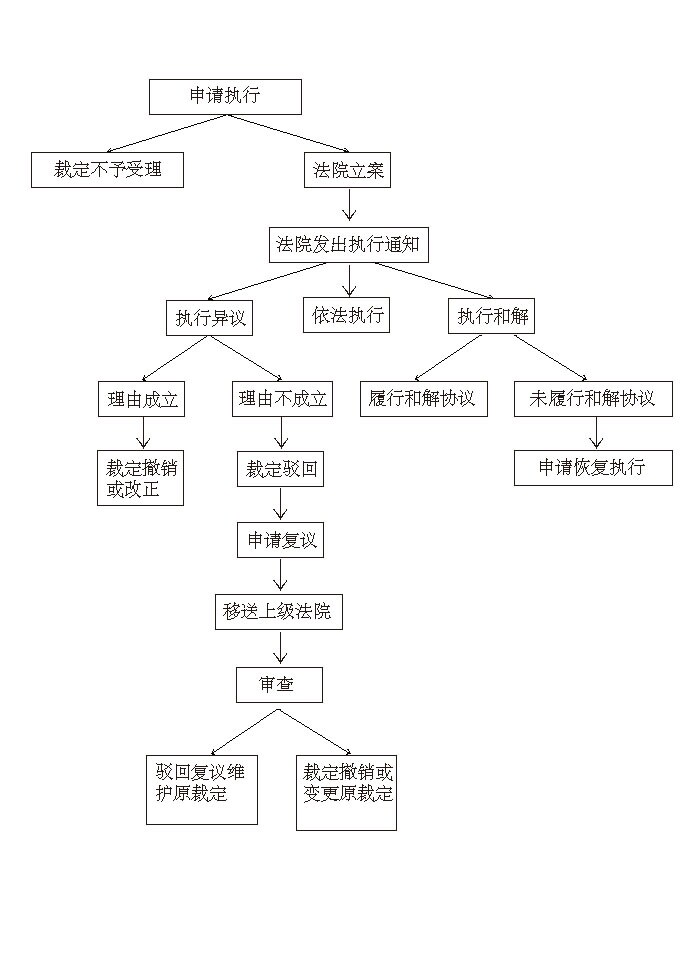 申请执行
裁定不予受理
法院立案
法院发出执行通知
执行异议
依法执行
执行和解
理由成立
理由不成立
履行和解协议
未履行和解协议
裁定撤销
或改正
裁定驳回
申请恢复执行
申请复议
移送上级法院
审查
驳回复议维
护原裁定
裁定撤销或
变更原裁定